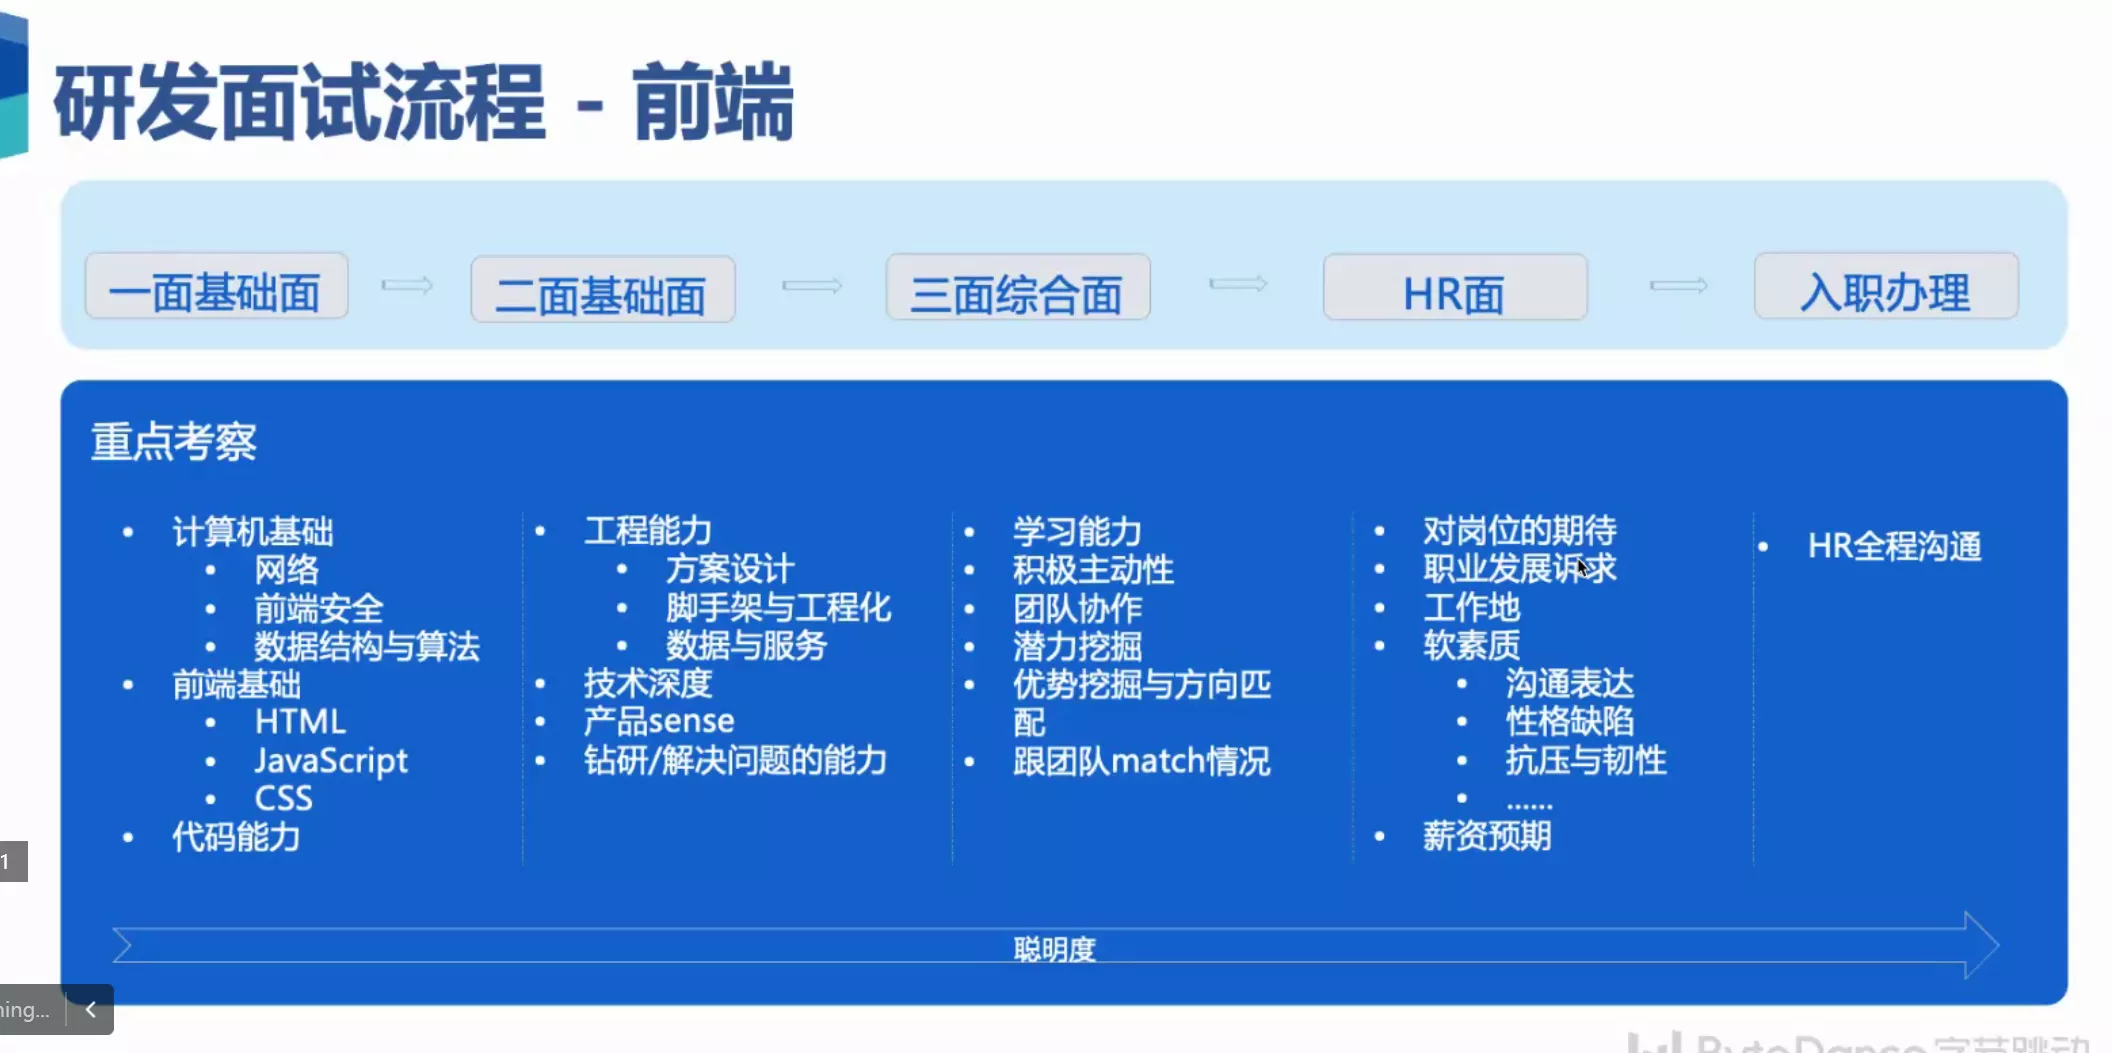 研发面试流程 - 前端
一面基础面
二面基础面
三面综合面
HR面
入职办理
重点考察
计算机基础
网络
前端安全
数据结构与算法
前端基础
HTML
JavaScript
CSS
代码能力
工程能力
方案设计
脚手架与工程化
数据与服务
技术深度
产品sense
钻研/解决问题的能力
学习能力
积极主动性
团队协作
潜力挖掘
优势挖掘与方向匹
配
跟团队match情况
对岗位的期待
职业发展诉求
工作地
软素质
沟通表达
性格缺陷
抗压与韧性
......
薪资预期
HR全程沟通
聪明度
1
ning...
ByteDance 字节跳动